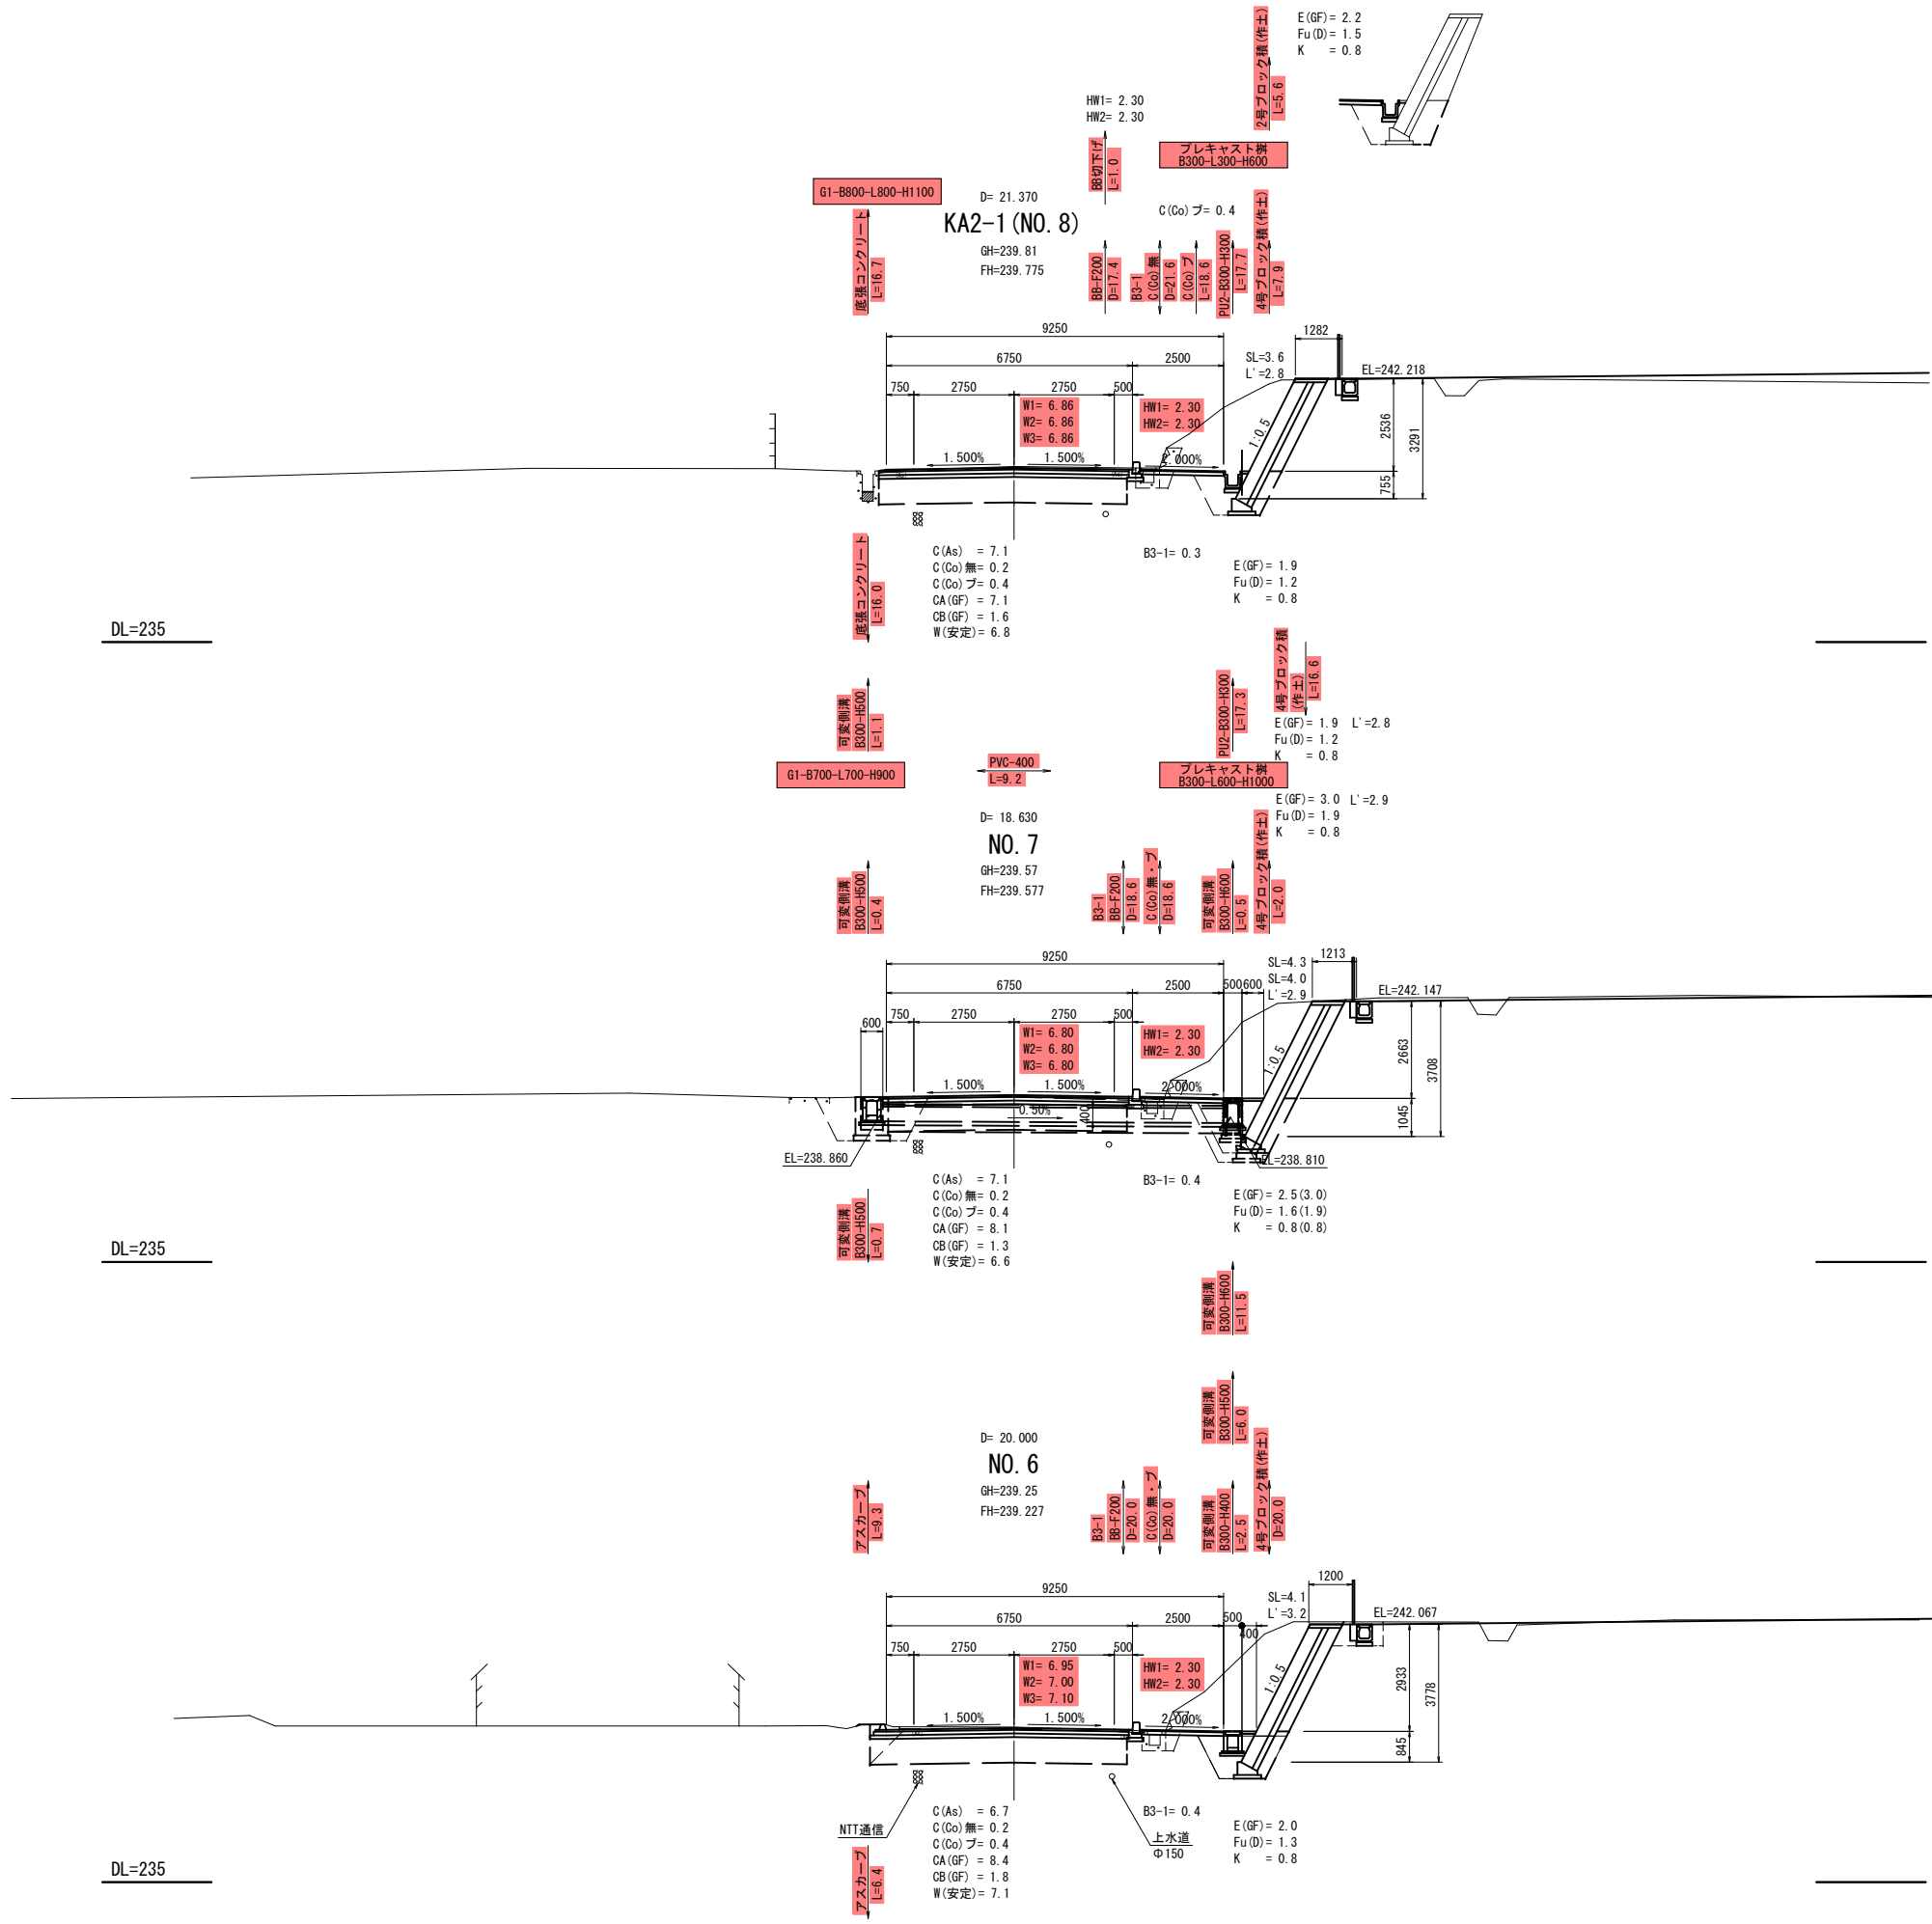 E(GF)= 2.2
Fu(D)= 1.5
K = 0.8
2号ブロック積(作土)
L=5.6
HW1= 2.30
HW2= 2.30
BB切下げ
L=1.0
プレキャスト桝
B300-L300-H600
G1-B800-L800-H1100
D= 21.370
KA2-1(NO.8)
GH=239.81
FH=239.775
C(Co)ブ= 0.4
底張コンクリート
L=16.7
BB-F200
D=17.4
B3-1
C(Co)無
D=21.6
C(Co)ブ
L=18.6
PU2-B300-H300
L=17.7
4号ブロック積(作土)
L=7.9
9250
1282
6750
2500
SL=3.6
L'=2.8
EL=242.218
750
2750
2750
500
W1= 6.86
W2= 6.86
W3= 6.86
HW1= 2.30
HW2= 2.30
1:0.5
2536
3291
1.500%
1.500%
2.000%
755
C(As) = 7.1
C(Co)無= 0.2
C(Co)ブ= 0.4
CA(GF) = 7.1
CB(GF) = 1.6
W(安定)= 6.8
B3-1= 0.3
E(GF)= 1.9
Fu(D)= 1.2
K = 0.8
底張コンクリート
L=16.0
DL=235
可変側溝
B300-H500
L=1.1
PU2-B300-H300
L=17.3
4号ブロック積
(作土)
L=16.6
E(GF)= 1.9 L'=2.8
Fu(D)= 1.2
K = 0.8
G1-B700-L700-H900
PVC-400
L=9.2
プレキャスト桝
B300-L600-H1000
E(GF)= 3.0 L'=2.9
Fu(D)= 1.9
K = 0.8
D= 18.630
NO.7
GH=239.57
FH=239.577
可変側溝
B300-H500
L=0.4
B3-1
BB-F200
D=18.6
C(Co)無・ブ
D=18.6
可変側溝
B300-H600
L=0.5
4号ブロック積(作土)
L=2.0
9250
1213
SL=4.3
SL=4.0
L'=2.9
6750
2500
500
600
EL=242.147
600
750
2750
2750
500
W1= 6.80
W2= 6.80
W3= 6.80
HW1= 2.30
HW2= 2.30
1:0.5
2663
3708
1.500%
1.500%
2.000%
0.50%
400
1045
EL=238.860
EL=238.810
C(As) = 7.1
C(Co)無= 0.2
C(Co)ブ= 0.4
CA(GF) = 8.1
CB(GF) = 1.3
W(安定)= 6.6
B3-1= 0.4
E(GF)= 2.5(3.0)
Fu(D)= 1.6(1.9)
K = 0.8(0.8)
可変側溝
B300-H500
L=0.7
DL=235
可変側溝
B300-H600
L=11.5
可変側溝
B300-H500
L=6.0
D= 20.000
NO.6
GH=239.25
FH=239.227
アスカーブ
L=9.3
B3-1
BB-F200
D=20.0
C(Co)無・ブ
D=20.0
可変側溝
B300-H400
L=2.5
4号ブロック積(作土)
D=20.0
9250
1200
SL=4.1
L'=3.2
6750
2500
500
400
EL=242.067
750
2750
2750
500
W1= 6.95
W2= 7.00
W3= 7.10
HW1= 2.30
HW2= 2.30
1:0.5
2933
3778
1.500%
1.500%
2.000%
845
NTT通信
上水道
Φ150
C(As) = 6.7
C(Co)無= 0.2
C(Co)ブ= 0.4
CA(GF) = 8.4
CB(GF) = 1.8
W(安定)= 7.1
B3-1= 0.4
E(GF)= 2.0
Fu(D)= 1.3
K = 0.8
アスカーブ
L=6.4
DL=235